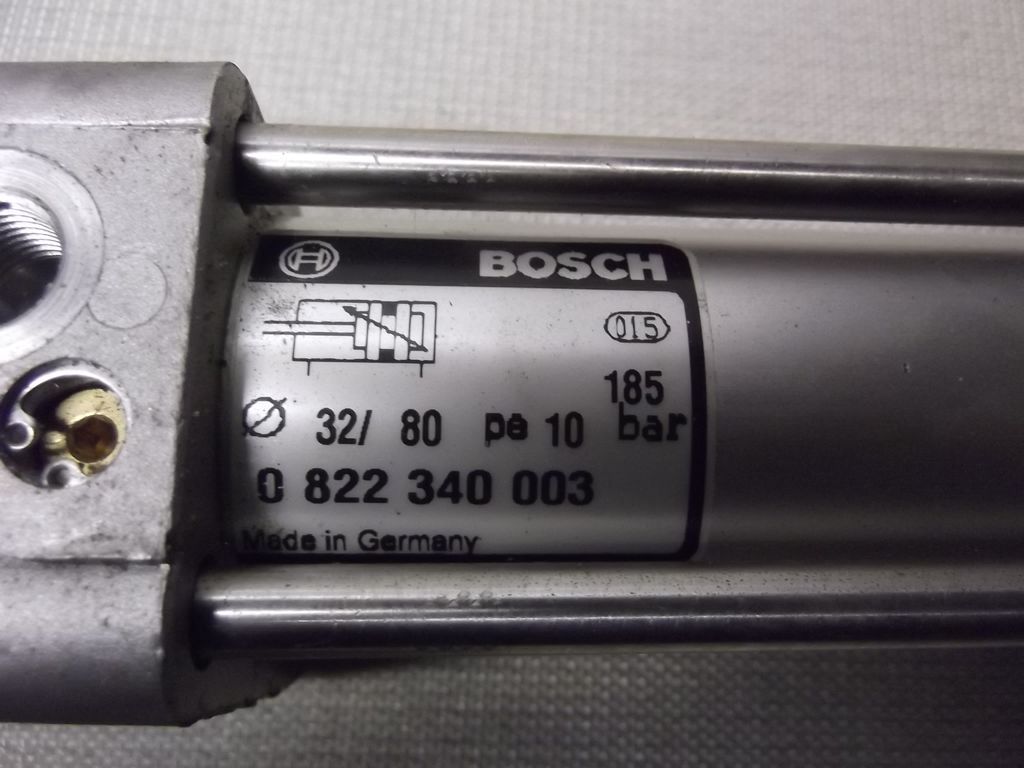 BOSCH
015
185
Ø 32/ 80 pe 10 bar
0 822 340 003
Made in Germany